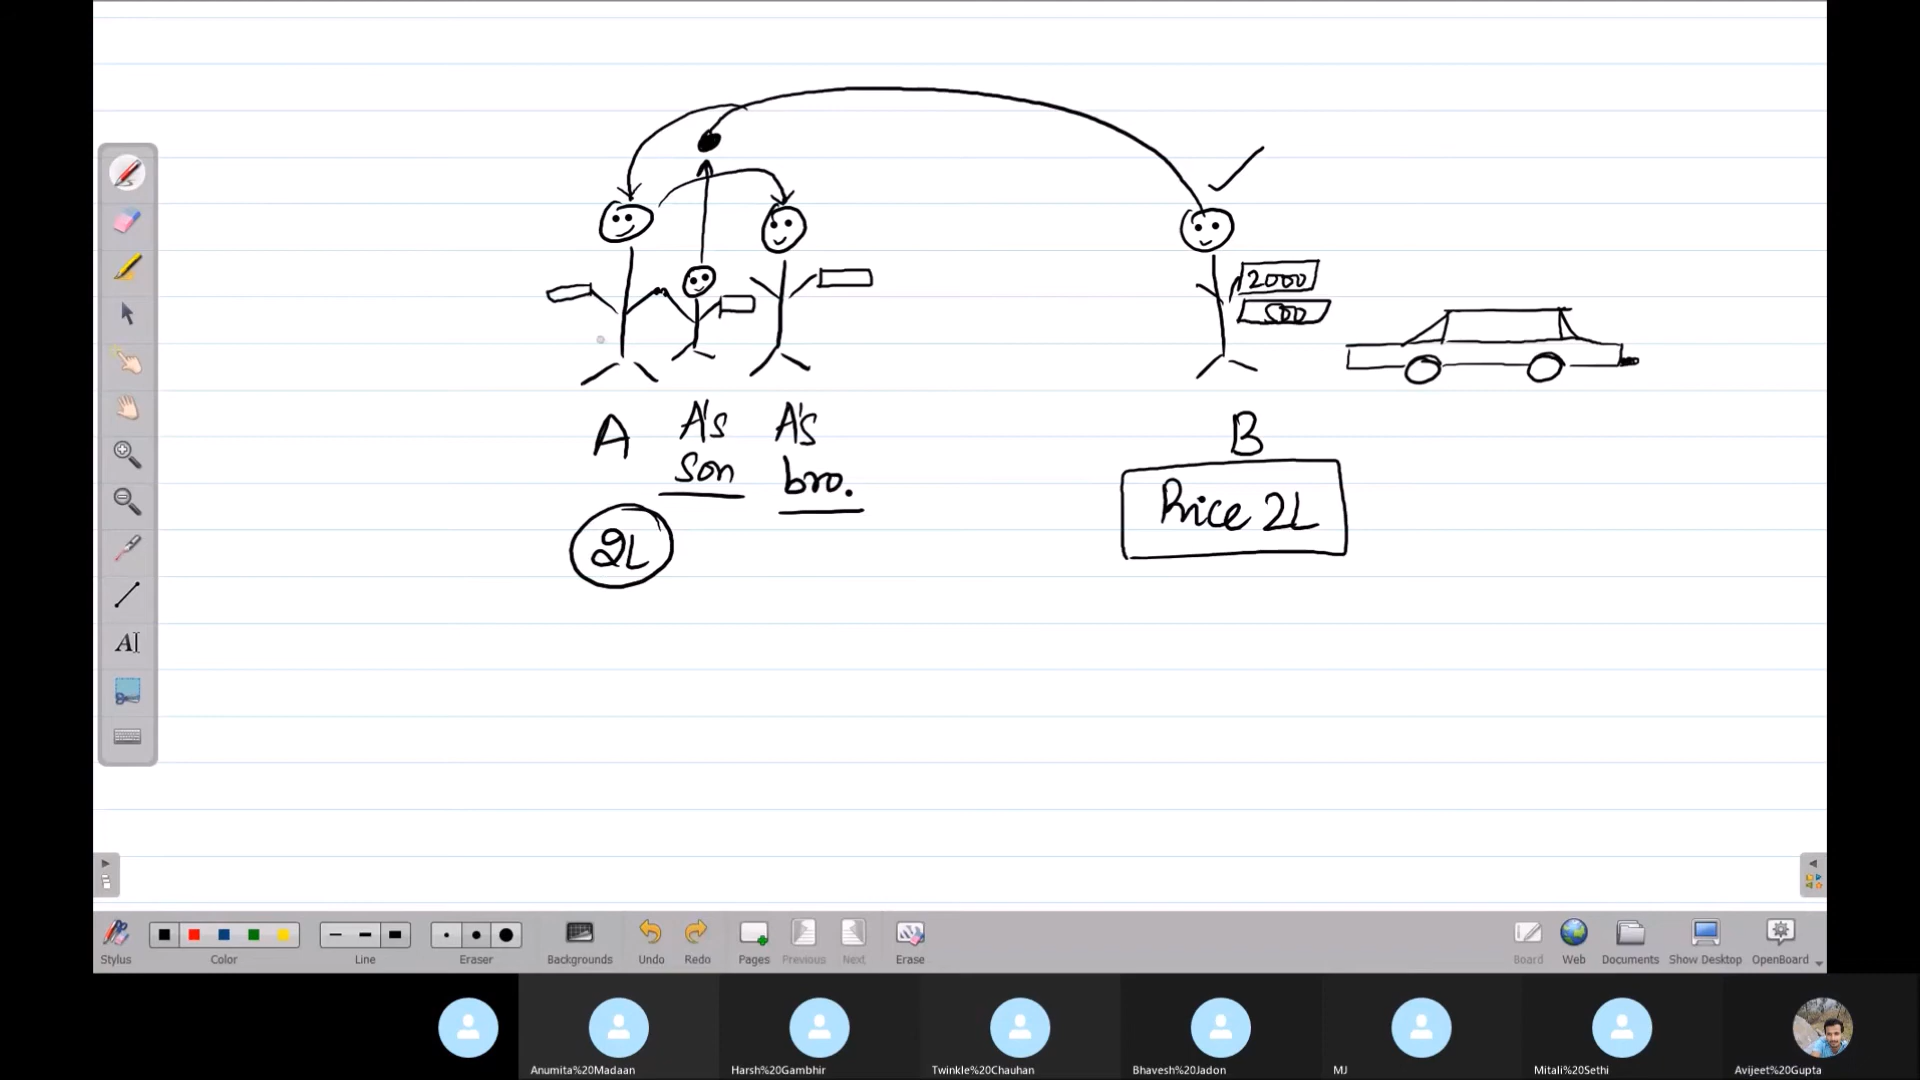 2000
500
A
A's
son
A's
bro.
B
2L
Price 2L
AI
Stylus
Color
Line
Eraser
Backgrounds
Undo
Redo
Pages
Previous
Next
Erase
Board
Web
Documents
Show Desktop
OpenBoard
Anumita%20Madaan
Harsh%20Gambhir
Twinkle%20Chauhan
Bhavesh%20Jadon
MJ
Mitali%20Sethi
Avijeet%20Gupta